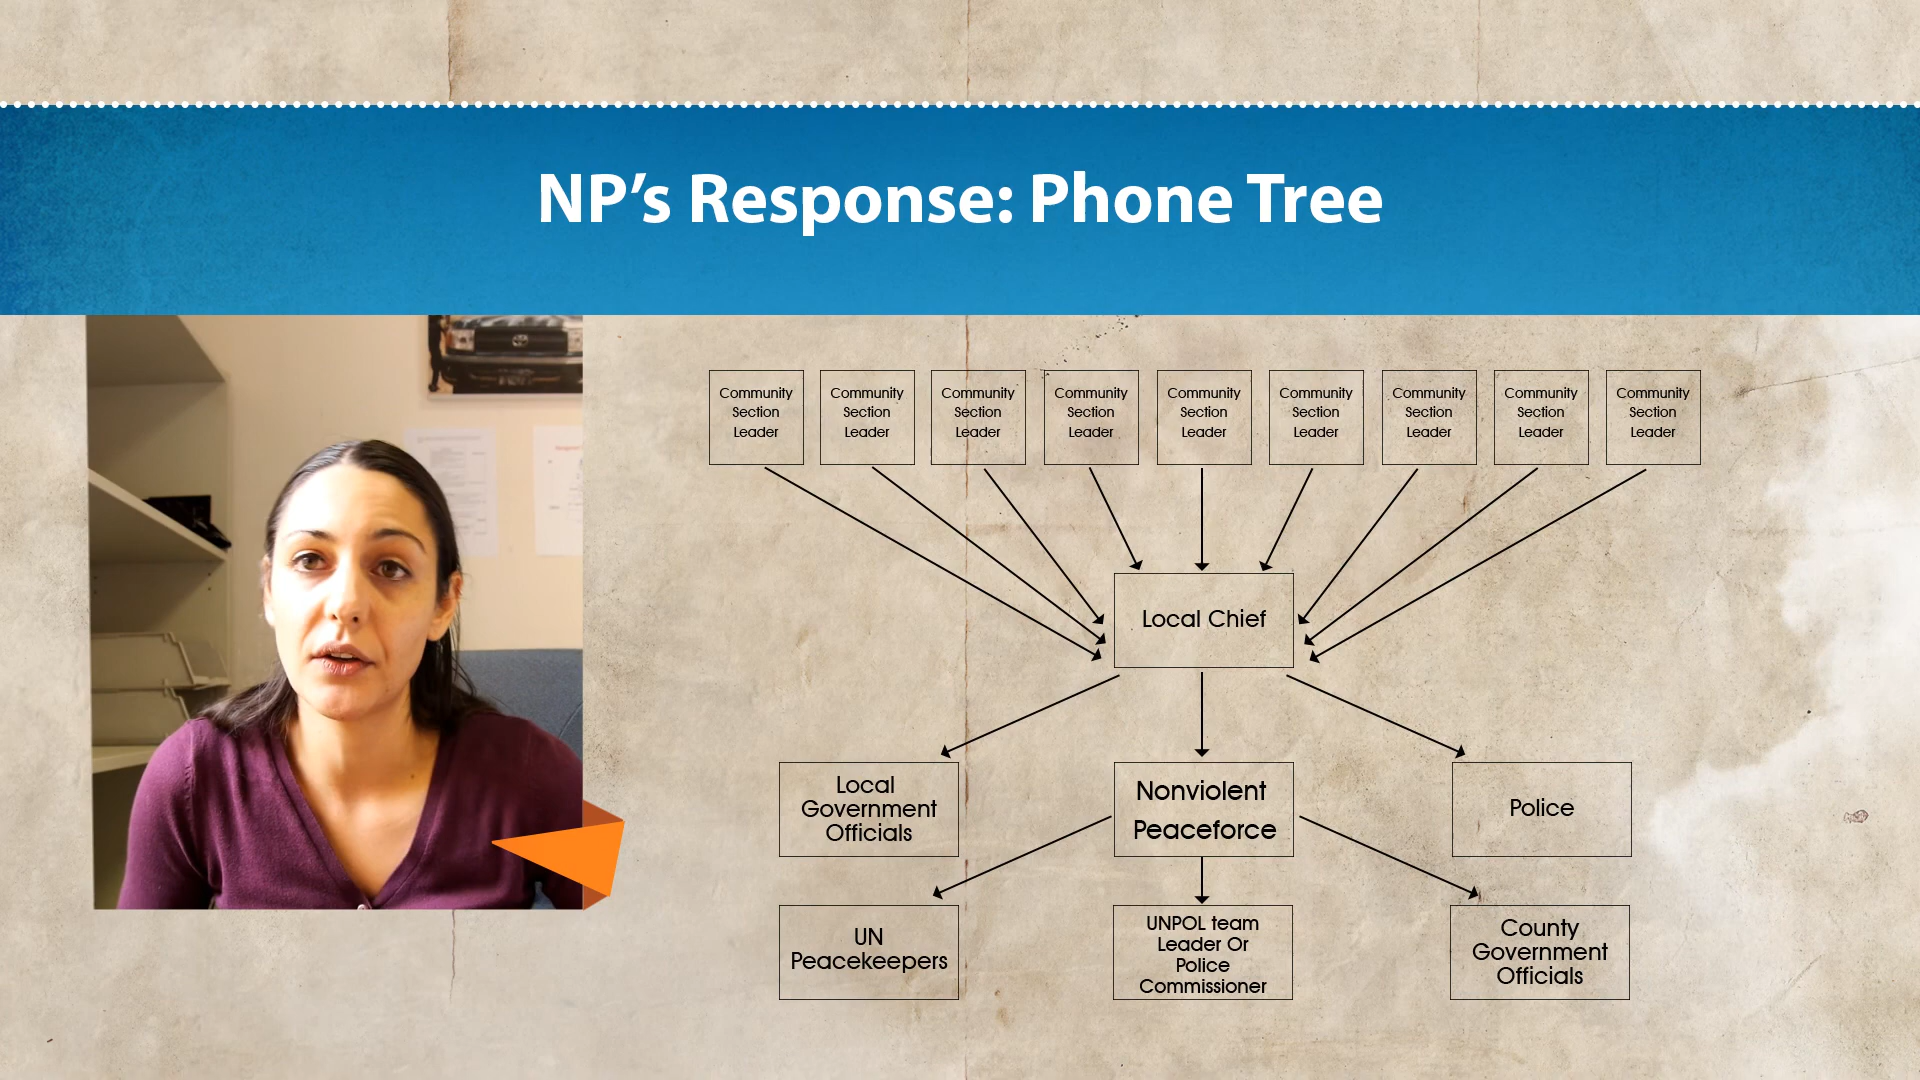 NP’s Response: Phone Tree
Community
Section
Leader
Community
Section
Leader
Community
Section
Leader
Community
Section
Leader
Community
Section
Leader
Community
Section
Leader
Community
Section
Leader
Community
Section
Leader
Community
Section
Leader
Local Chief
Local
Government
Officials
Nonviolent
Peaceforce
Police
UN
Peacekeepers
UNPOL team
Leader Or
Police
Commissioner
County
Government
Officials